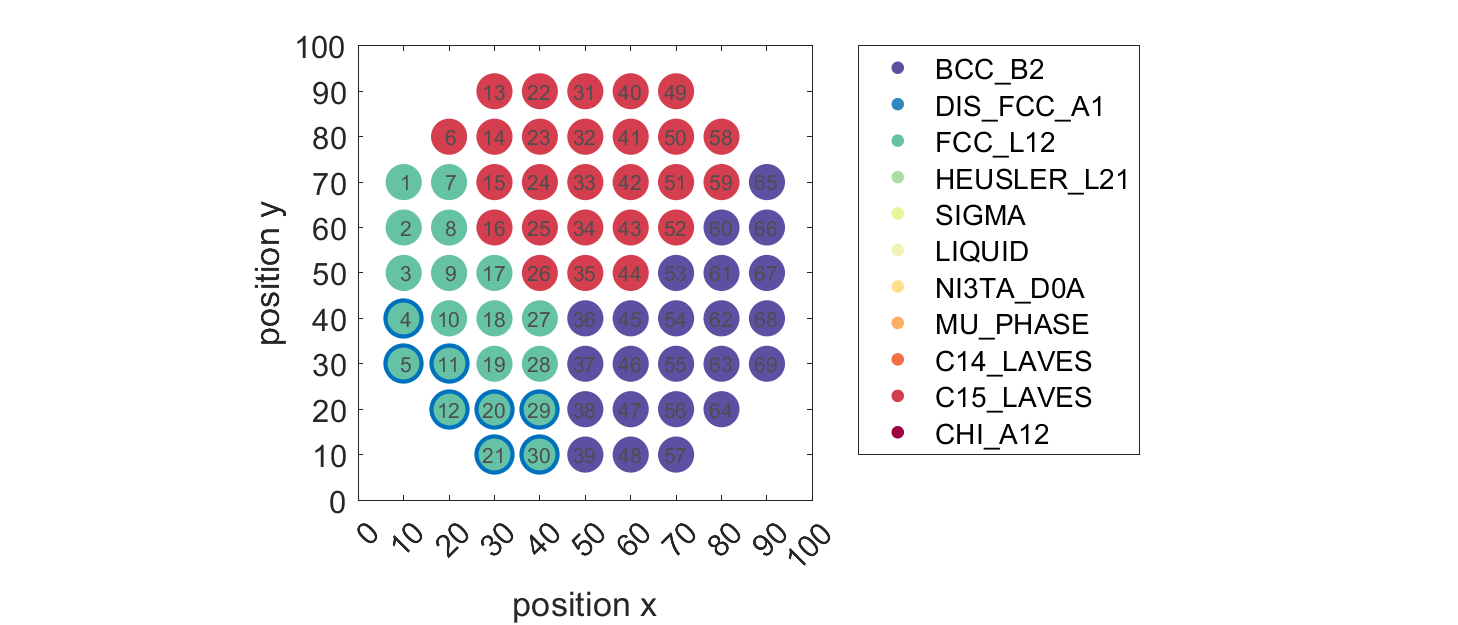 100
90
80
70
60
50
40
30
20
10
0
position y
13 22 31 40 49
6 14 23 32 41 50 58
1 7 15 24 33 42 51 59 65
2 8 16 25 34 43 52 60 66
3 9 17 26 35 44 53 61 67
4 10 18 27 36 45 54 62 68
5 11 19 28 37 46 55 63 69
12 20 29 38 47 56 64
21 30 39 48 57
0 10 20 30 40 50 60 70 80 90 100
position x
BCC_B2
DIS_FCC_A1
FCC_L12
HEUSLER_L21
SIGMA
LIQUID
NI3TA_D0A
MU_PHASE
C14_LAVES
C15_LAVES
CHI_A12